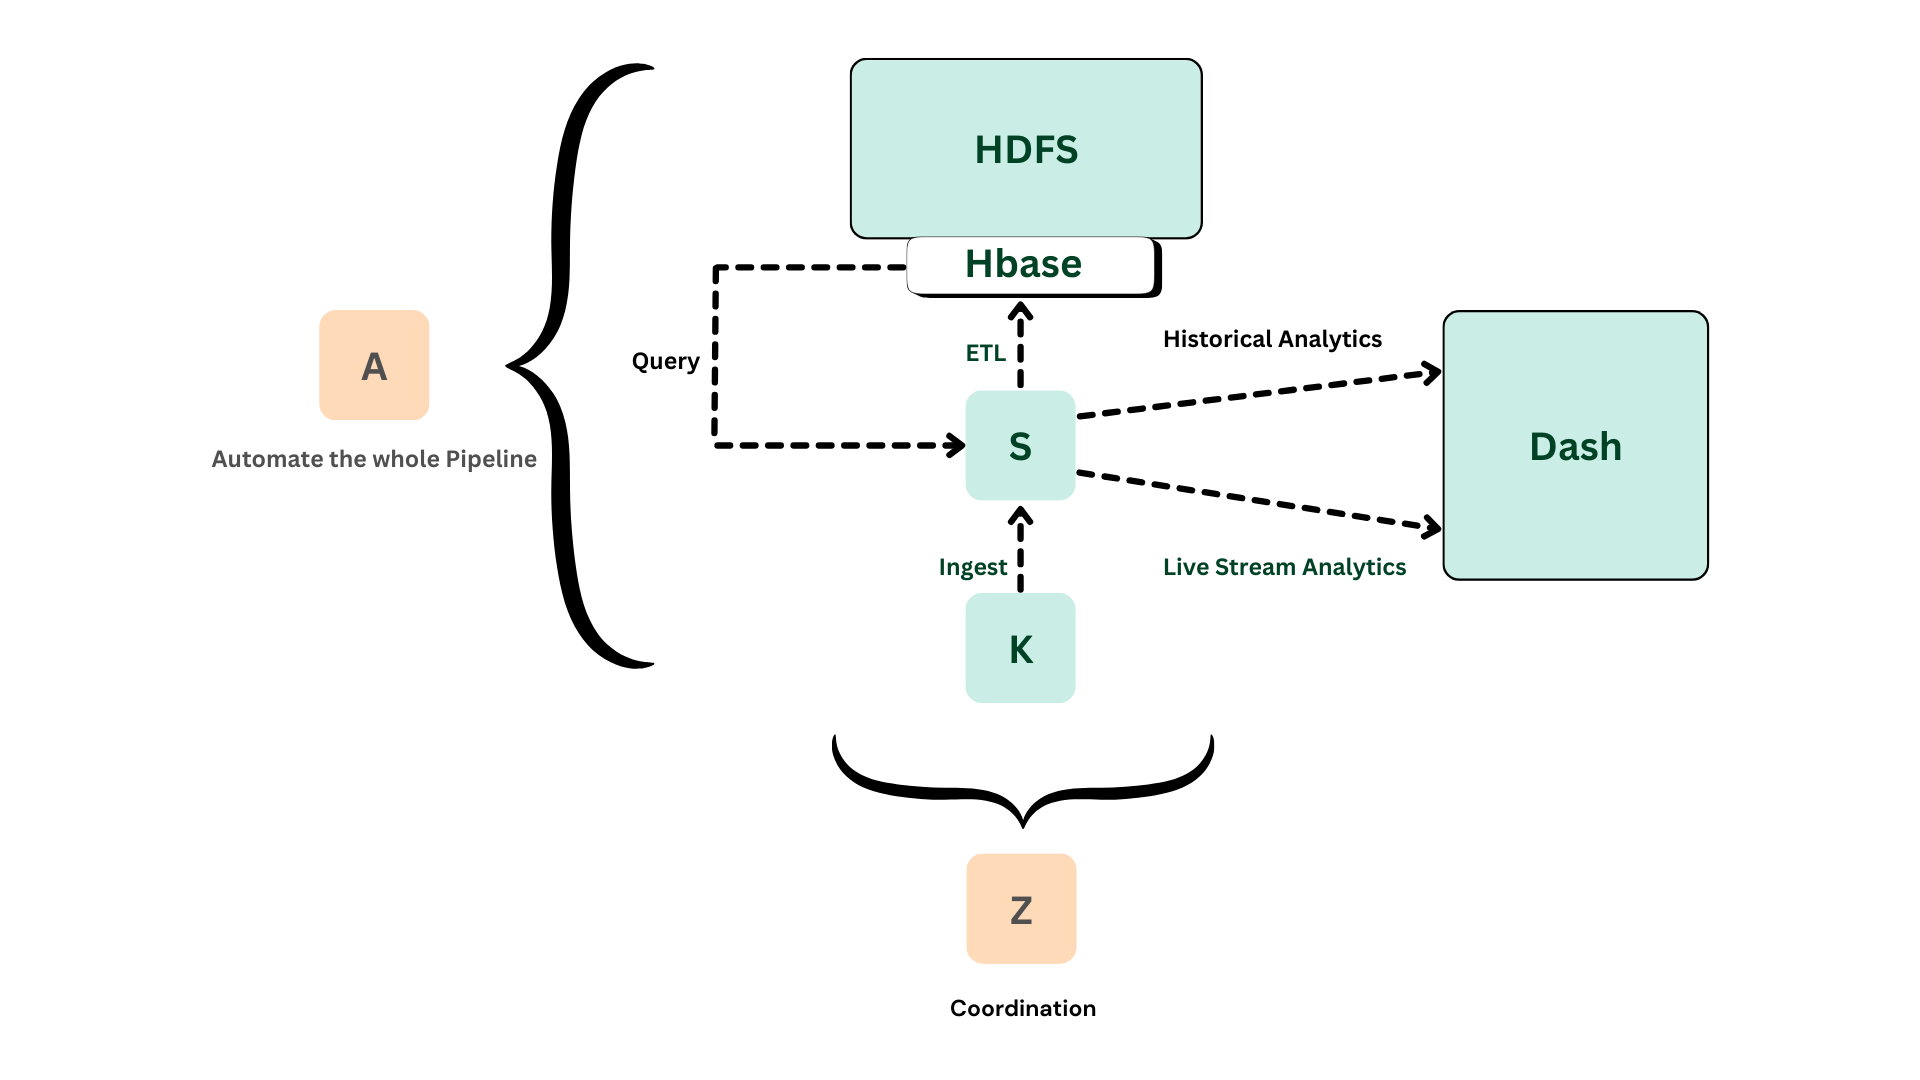 HDFS
Hbase
Query
ETL
Historical Analytics
A
Automate the whole Pipeline
S
Dash
Ingest
Live Stream Analytics
K
Z
Coordination